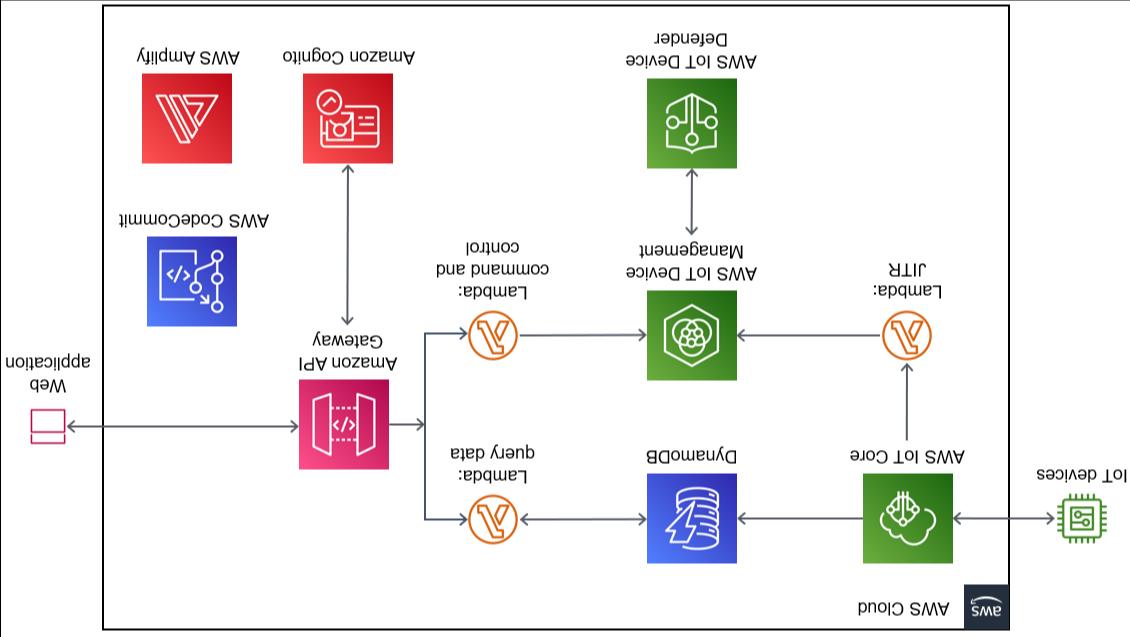 aws
AWS Cloud
IoT devices
AWS IoT Core
DynamoDB
Lambda:
query data
Lambda:
JITR
AWS IoT Device
Management
Lambda:
command and
control
Amazon API
Gateway
</>
Web
application
AWS CodeCommit
</>
AWS IoT Device
Defender
Amazon Cognito
AWS Amplify